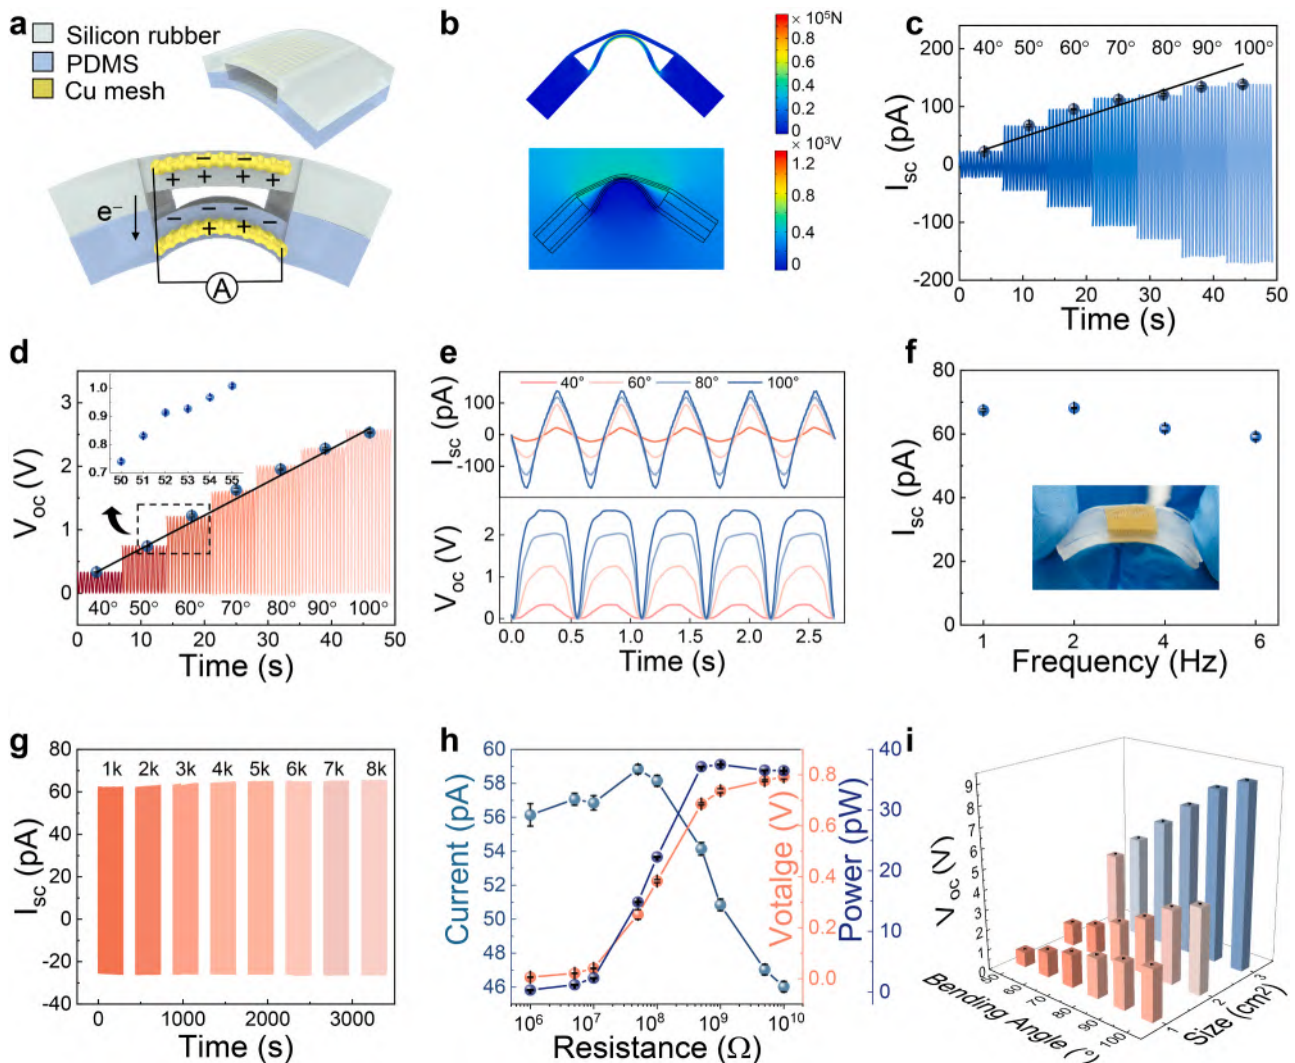 a
Silicon rubber
PDMS
Cu mesh
− −
+ + + +
e−
− − −
+ + +
A
b
× 10⁵N
1.0
0.8
0.6
0.4
0.2
0
× 10³V
1.2
0.9
0.6
0.3
0
c
200
100
0
-100
-200
Isc (pA)
40° 50° 60° 70° 80° 90° 100°
0 10 20 30 40 50
Time (s)
d
3
2
1
0
Voc (V)
1.0
0.9
0.8
0.7
50 51 52 53 54 55
40° 50° 60° 70° 80° 90° 100°
0 10 20 30 40 50
Time (s)
e
40° 60° 80° 100°
100
0
-100
Isc (pA)
2
1
0
Voc (V)
0.0 0.5 1.0 1.5 2.0 2.5
Time (s)
f
80
60
40
20
0
Isc (pA)
1 2 4 6
Frequency (Hz)
g
80
60
40
20
0
-20
-40
Isc (pA)
1k 2k 3k 4k 5k 6k 7k 8k
0 1000 2000 3000
Time (s)
h
60
58
56
54
52
50
48
46
Current (pA)
0.8
0.6
0.4
0.2
0.0
Votalge (V)
40
30
20
10
0
Power (pW)
10⁶ 10⁷ 10⁸ 10⁹ 10¹⁰
Resistance (Ω)
i
9
8
7
6
5
4
3
2
1
0
Voc (V)
50 60 70 80 90 100
Bending Angle (°)
1 2 3
Size (cm²)